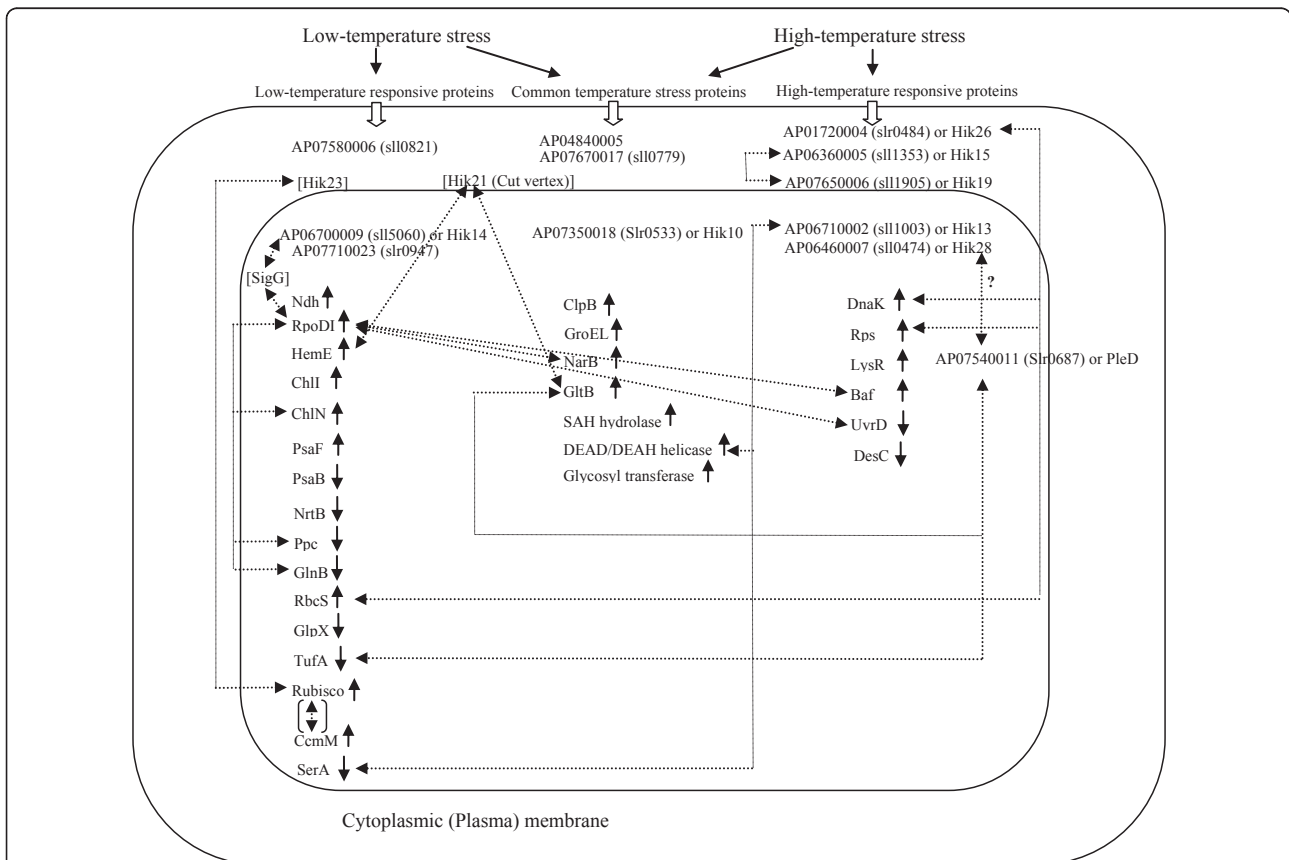 Low-temperature stress
High-temperature stress
Low-temperature responsive proteins
Common temperature stress proteins
High-temperature responsive proteins
AP07580006 (sll0821)
AP04840005
AP07670017 (sll0779)
AP01720004 (slr0484) or Hik26
AP06360005 (sll1353) or Hik15
AP07650006 (sll1905) or Hik19
[Hik23]
[Hik21 (Cut vertex)]
AP06700009 (sll5060) or Hik14
AP07710023 (slr0947)
AP07350018 (Slr0533) or Hik10
AP06710002 (sll1003) or Hik13
AP06460007 (sll0474) or Hik28
[SigG]
?
Ndh
RpoDI
HemE
ChlI
ChlN
PsaF
PsaB
NrtB
Ppc
GlnB
RbcS
GlpX
TufA
Rubisco
CcmM
SerA
ClpB
GroEL
NarB
GltB
SAH hydrolase
DEAD/DEAH helicase
Glycosyl transferase
DnaK
Rps
LysR
Baf
UvrD
DesC
AP07540011 (Slr0687) or PleD
Cytoplasmic (Plasma) membrane